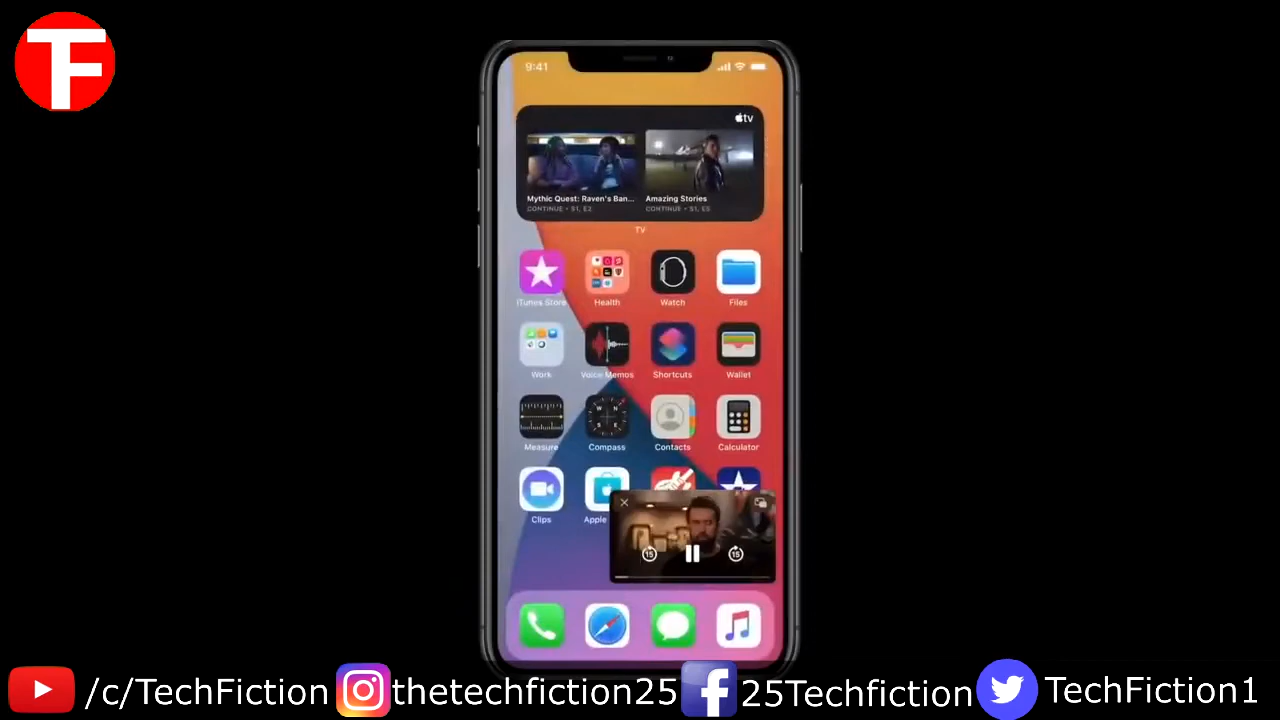 TF
9:41
tv
Mythic Quest: Raven's Ban... Amazing Stories
CONTINUE • S1, E2 CONTINUE • S1, E5
TV
iTunes Store Health Watch Files
Work Voice Memos Shortcuts Wallet
Measure Compass Contacts Calculator
Clips Apple
15 15
/c/TechFiction thetechfiction25 25Techfiction TechFiction1